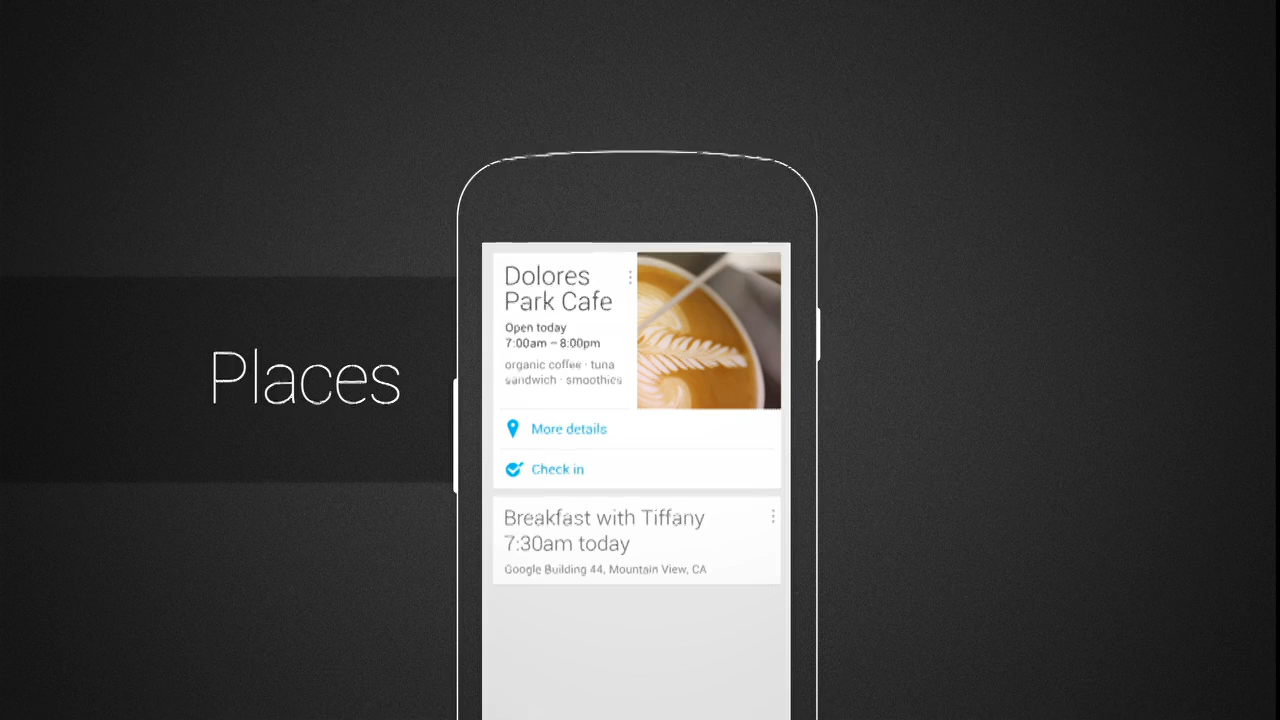 Places
Dolores
Park Cafe
Open today
7:00am – 8:00pm
organic coffee · tuna
sandwich · smoothies
More details
Check in
Breakfast with Tiffany
7:30am today
Google Building 44, Mountain View, CA